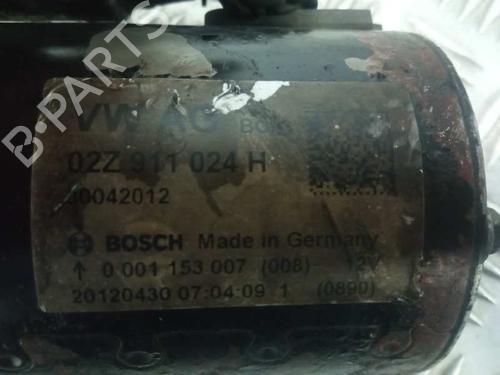 B-PARTS
VW AG
02Z 911 024 H
30042012
BOSCH Made in Germany
↑ 0 001 153 007 (008) 12V
20120430 07:04:09 1 (0890)